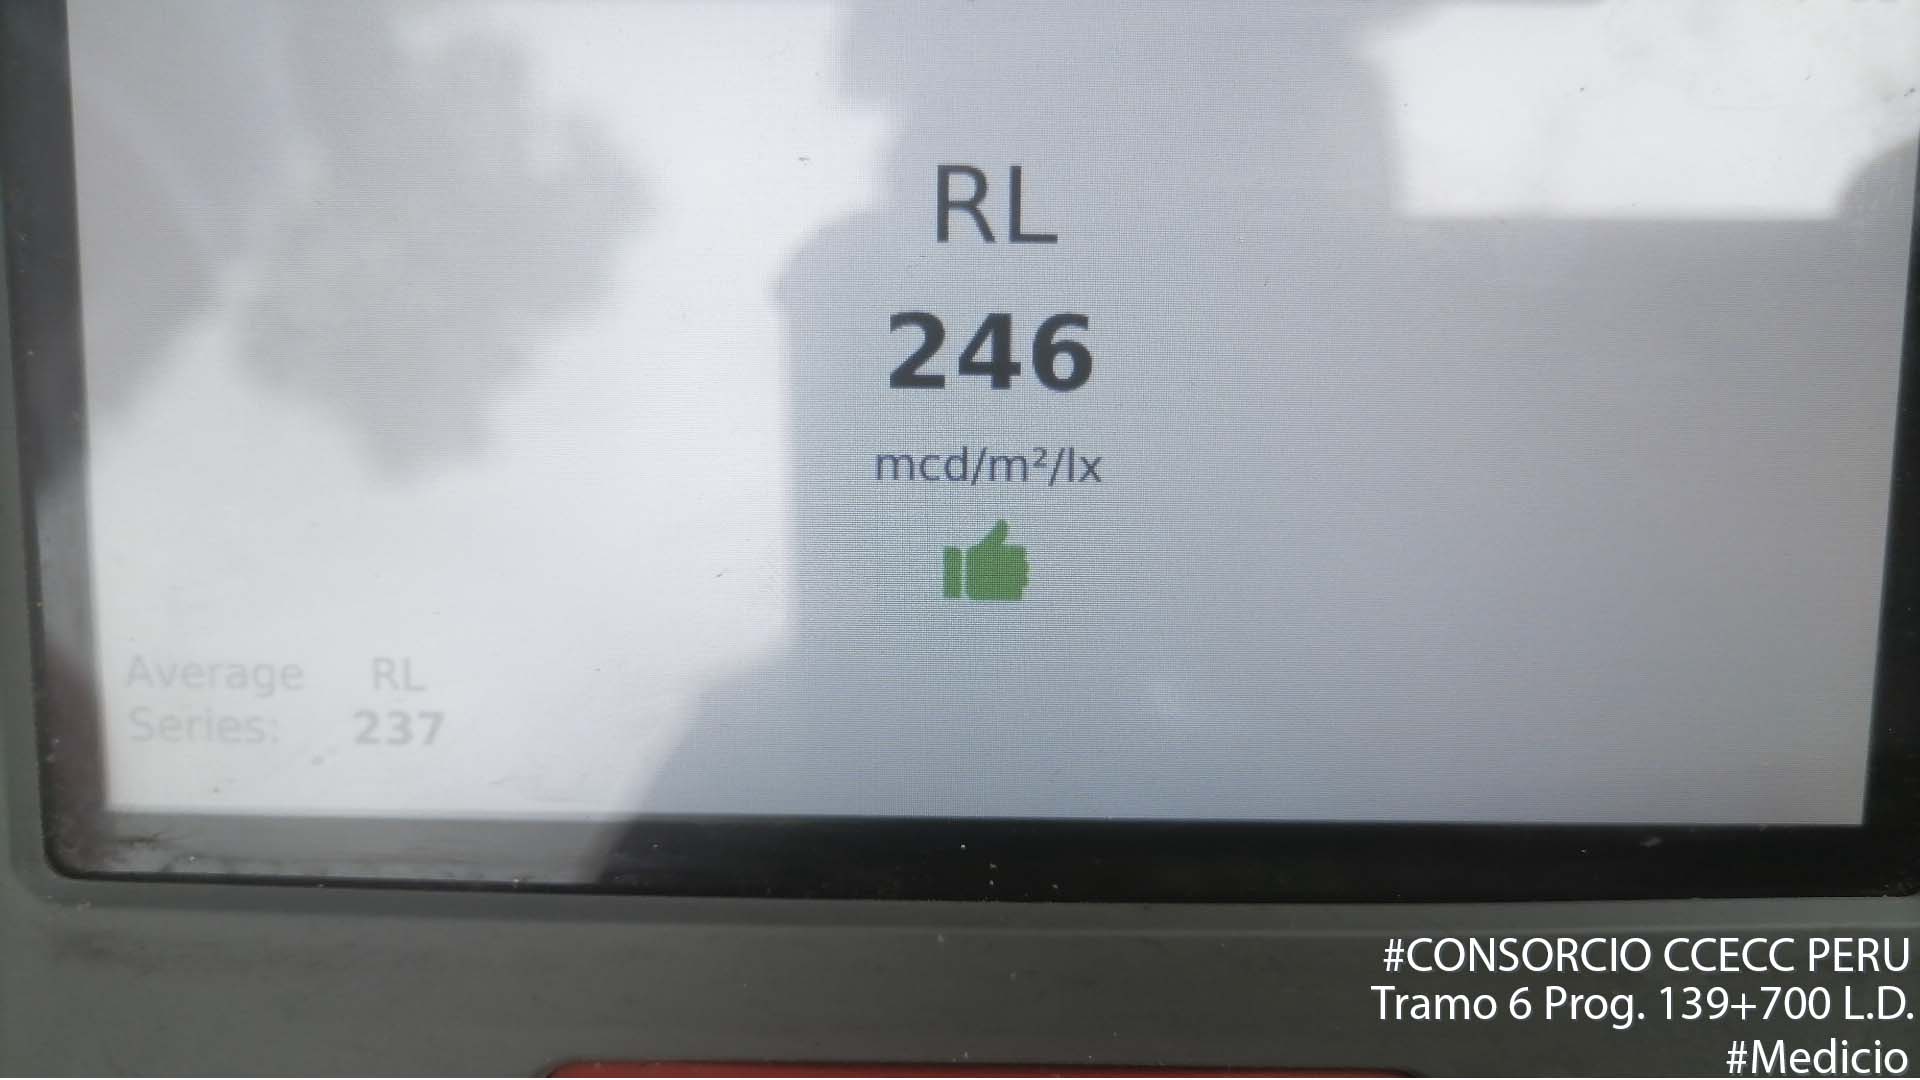 RL
246
mcd/m²/lx
Average RL
Series: 237
#CONSORCIO CCECC PERU
Tramo 6 Prog. 139+700 L.D.
#Medicio